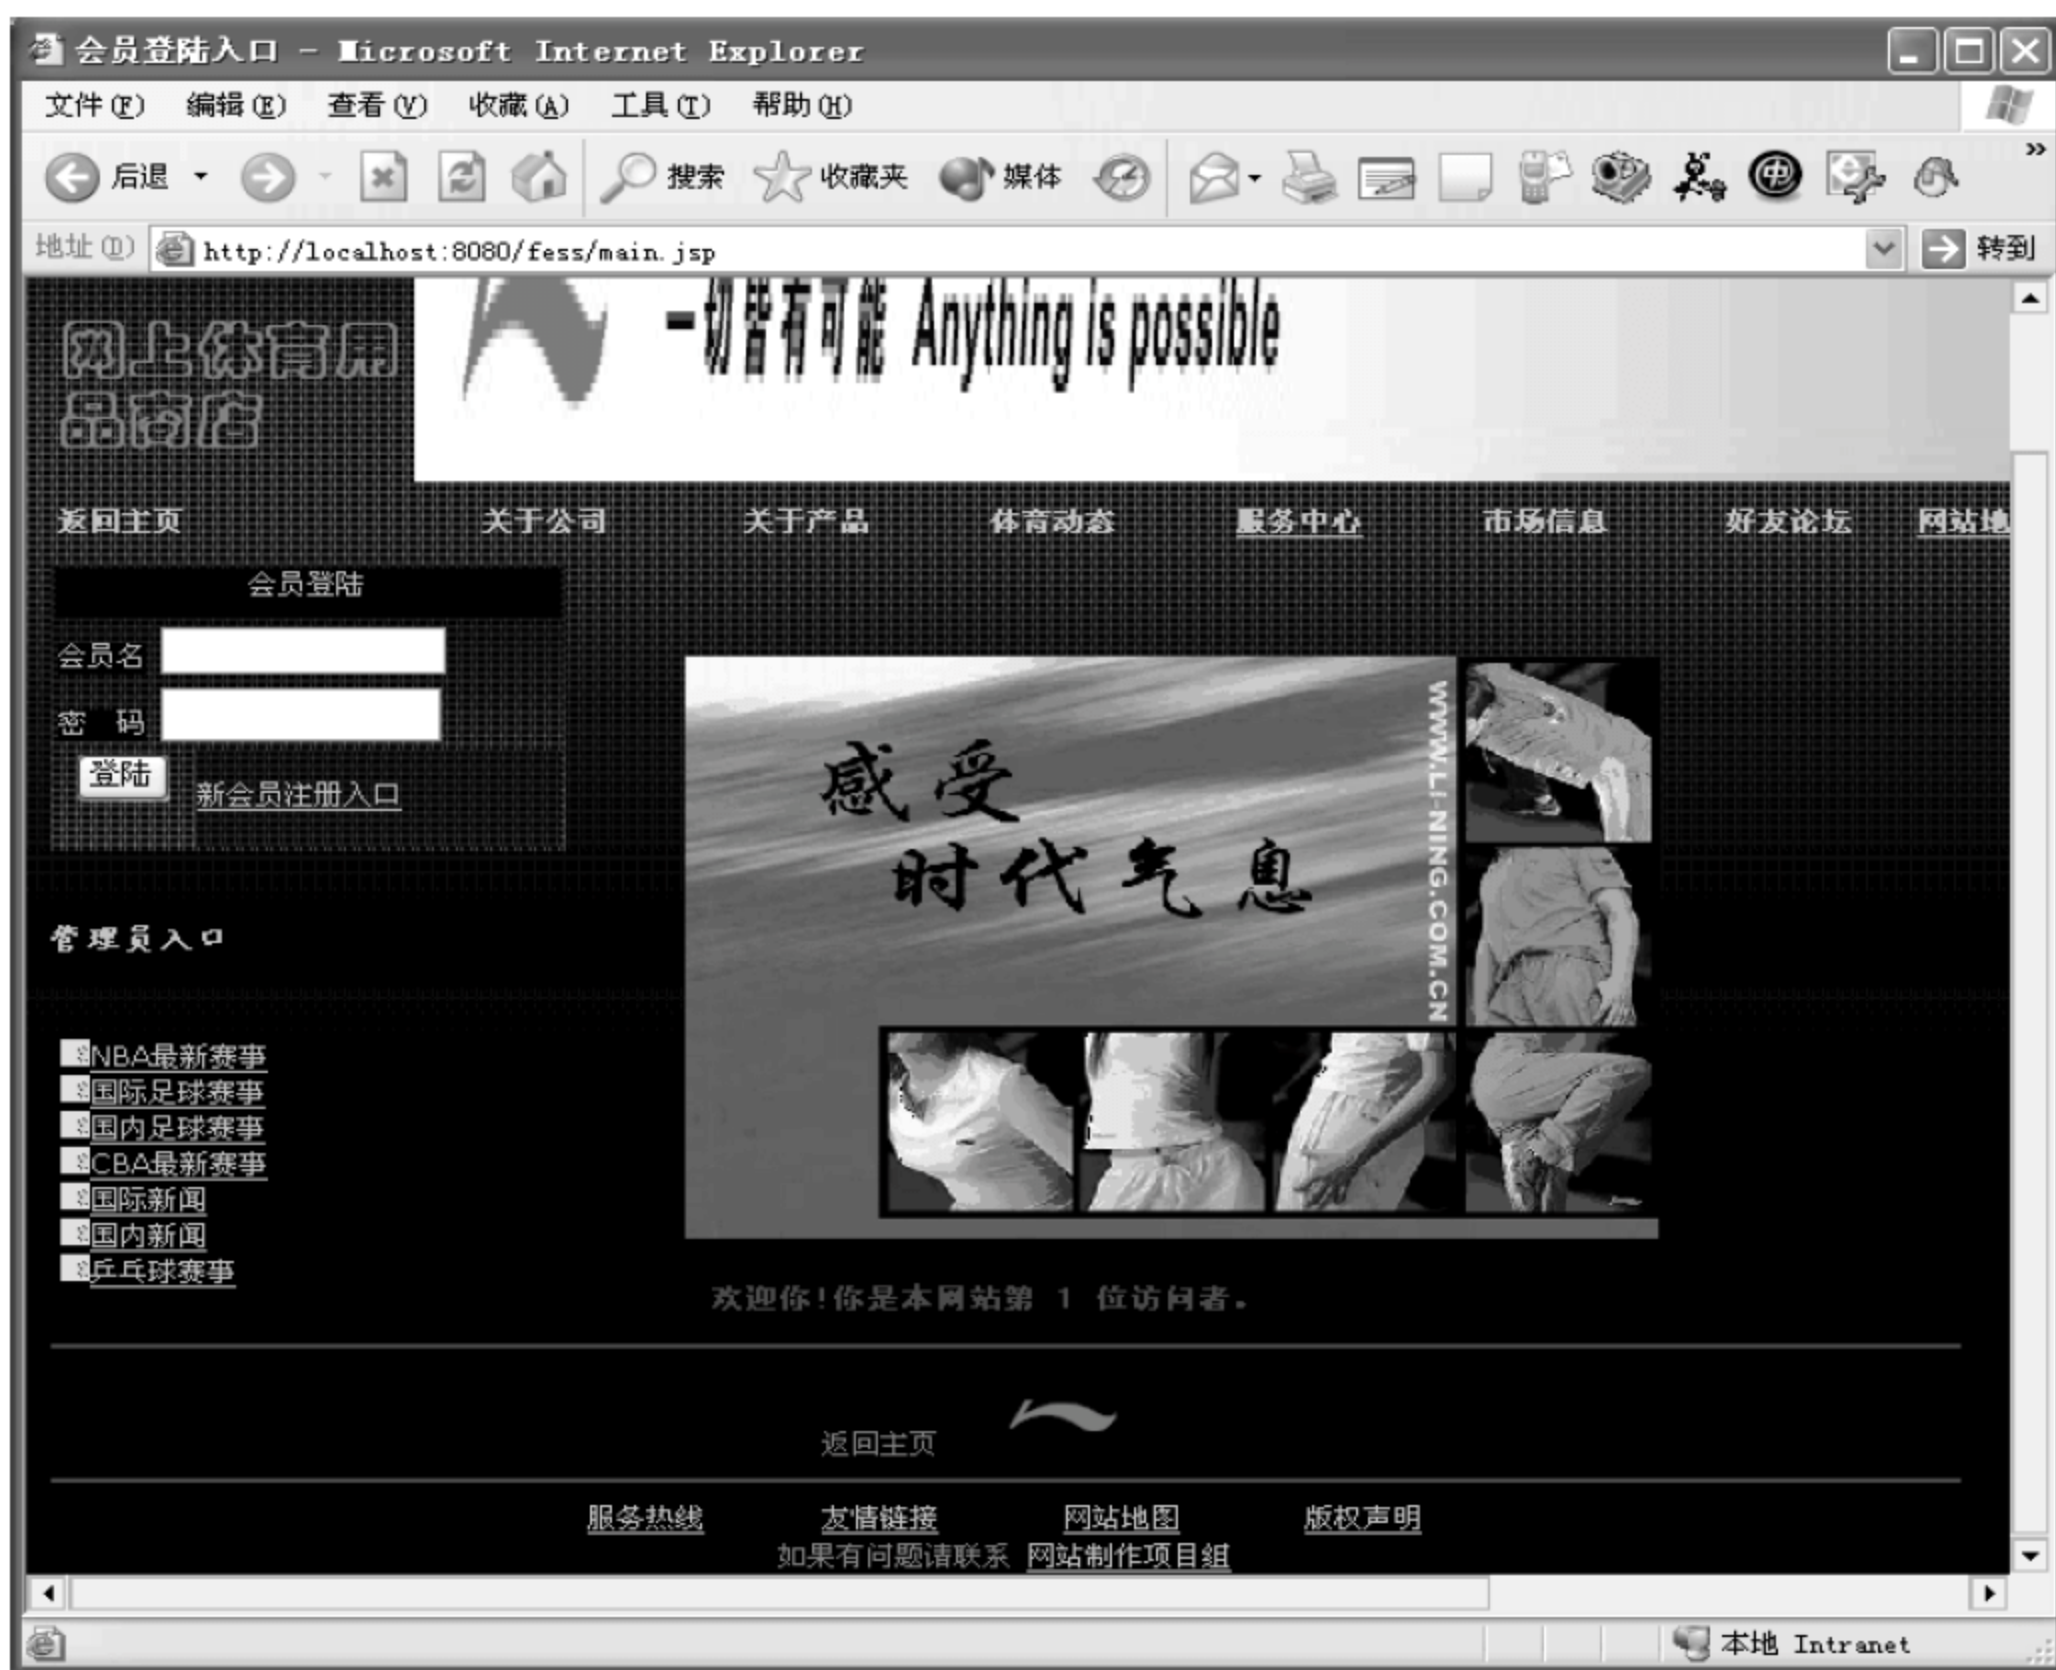 会员登陆入口 - Microsoft Internet Explorer
文件(F) 编辑(E) 查看(V) 收藏(A) 工具(T) 帮助(H)
后退 搜索 收藏夹 媒体
地址(D) http://localhost:8080/fess/main.jsp 转到
一切皆有可能 Anything is possible
网上体育用
品商店
返回主页 关于公司 关于产品 体育动态 服务中心 市场信息 好友论坛 网站地
会员登陆
会员名
密 码
登陆 新会员注册入口
感受
时代气息
WWW.LI-NING.COM.CN
管理员入口
NBA最新赛事
国际足球赛事
国内足球赛事
CBA最新赛事
国际新闻
国内新闻
乒乓球赛事
欢迎你!你是本网站第 1 位访问者。
返回主页
服务热线 友情链接 网站地图 版权声明
如果有问题请联系 网站制作项目组
本地 Intranet